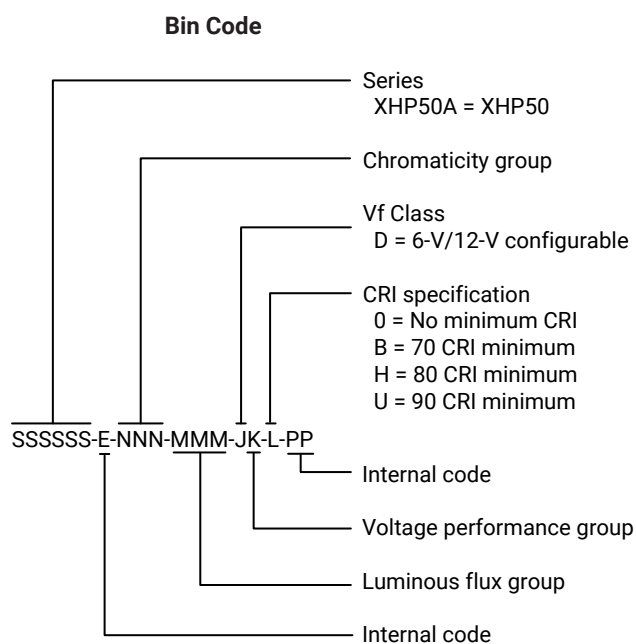 Bin Code
Series
XHP50A = XHP50
Chromaticity group
Vf Class
D = 6-V/12-V configurable
CRI specification
0 = No minimum CRI
B = 70 CRI minimum
H = 80 CRI minimum
U = 90 CRI minimum
SSSSSS-E-NNN-MMM-JK-L-PP
Internal code
Voltage performance group
Luminous flux group
Internal code